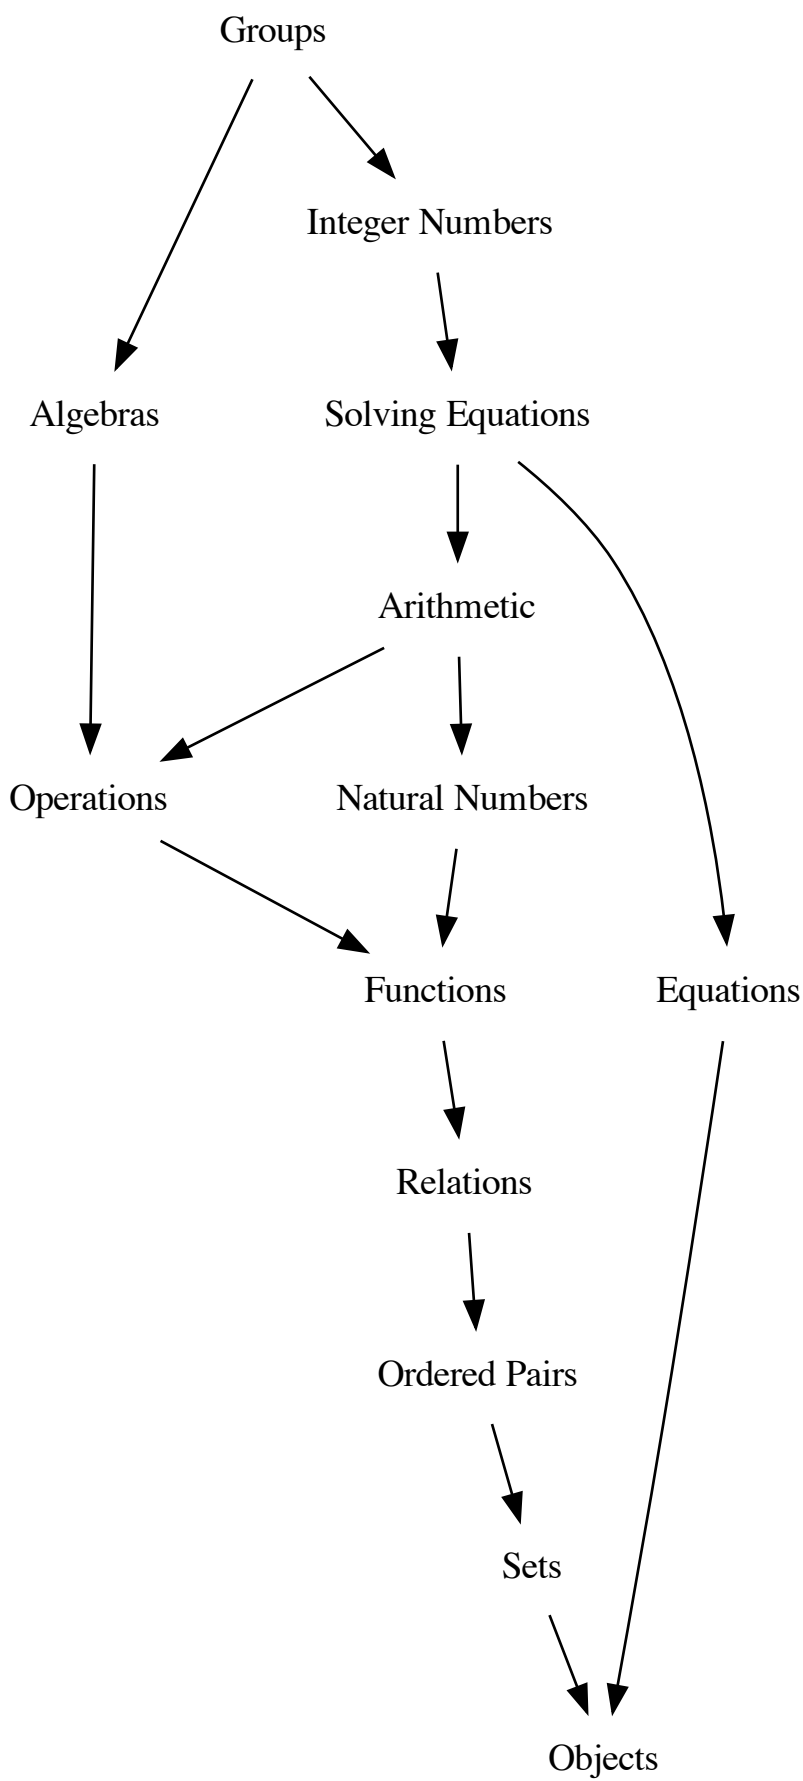 Groups
Integer Numbers
Algebras
Solving Equations
Arithmetic
Operations
Natural Numbers
Functions
Equations
Relations
Ordered Pairs
Sets
Objects